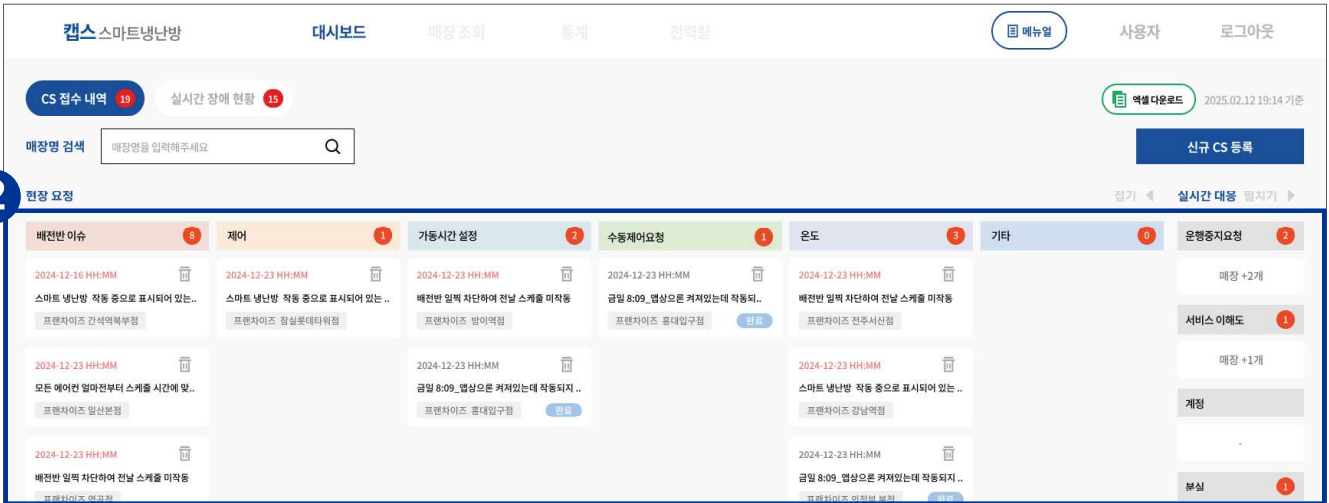 캡스 스마트냉난방 대시보드 매장 조회 통계 전력량 메뉴얼 사용자 로그아웃
CS 접수 내역 19 실시간 장애 현황 15 엑셀 다운로드 2025.02.12 19:14 기준
매장명 검색 매장명을 입력해주세요 신규 CS 등록
2 현장 요청 접기 ◀ 실시간 대응 펼치기 ▶
배전반 이슈 8 제어 1 가동시간 설정 2 수동제어요청 1 온도 3 기타 0 운행중지요청 2
2024-12-16 HH:MM 2024-12-23 HH:MM 2024-12-23 HH:MM 2024-12-23 HH:MM 2024-12-23 HH:MM 매장 +2개
스마트 냉난방 작동 중으로 표시되어 있는.. 스마트 냉난방 작동 중으로 표시되어 있는 .. 배전반 일찍 차단하여 전날 스케줄 미작동 금일 8:09_앱상으론 켜져있는데 작동되.. 배전반 일찍 차단하여 전날 스케줄 미작동
프랜차이즈 간석역북부점 프랜차이즈 잠실롯데타워점 프랜차이즈 방이역점 프랜차이즈 홍대입구점 완료 프랜차이즈 전주서신점 서비스 이해도 1
2024-12-23 HH:MM 2024-12-23 HH:MM 2024-12-23 HH:MM 매장 +1개
모든 에어컨 얼마전부터 스케줄 시간에 맞.. 금일 8:09_앱상으론 켜져있는데 작동되지 .. 스마트 냉난방 작동 중으로 표시되어 있는 ..
프랜차이즈 일산본점 프랜차이즈 홍대입구점 완료 프랜차이즈 강남역점 계정
2024-12-23 HH:MM 2024-12-23 HH:MM -
배전반 일찍 차단하여 전날 스케줄 미작동 금일 8:09_앱상으론 켜져있는데 작동되지 .. 분실 1
프랜차이즈 프랜차이즈 의정부 본점 완료